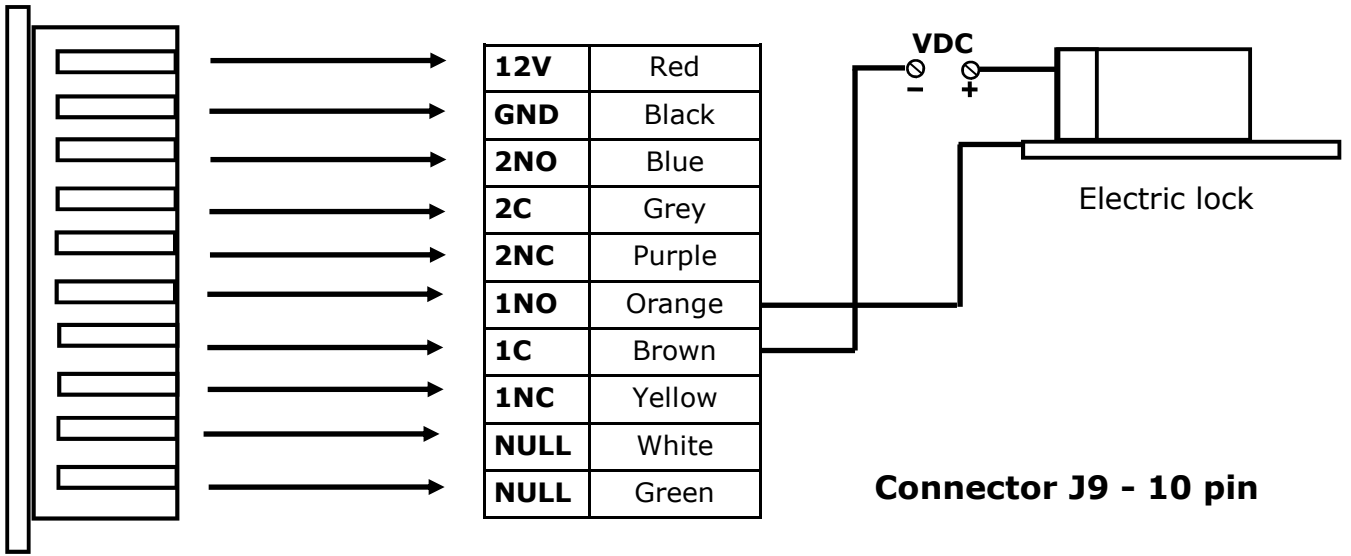 VDC
- +
12V Red
GND Black
2NO Blue
2C Grey
2NC Purple
1NO Orange
1C Brown
1NC Yellow
NULL White
NULL Green
Electric lock
Connector J9 - 10 pin